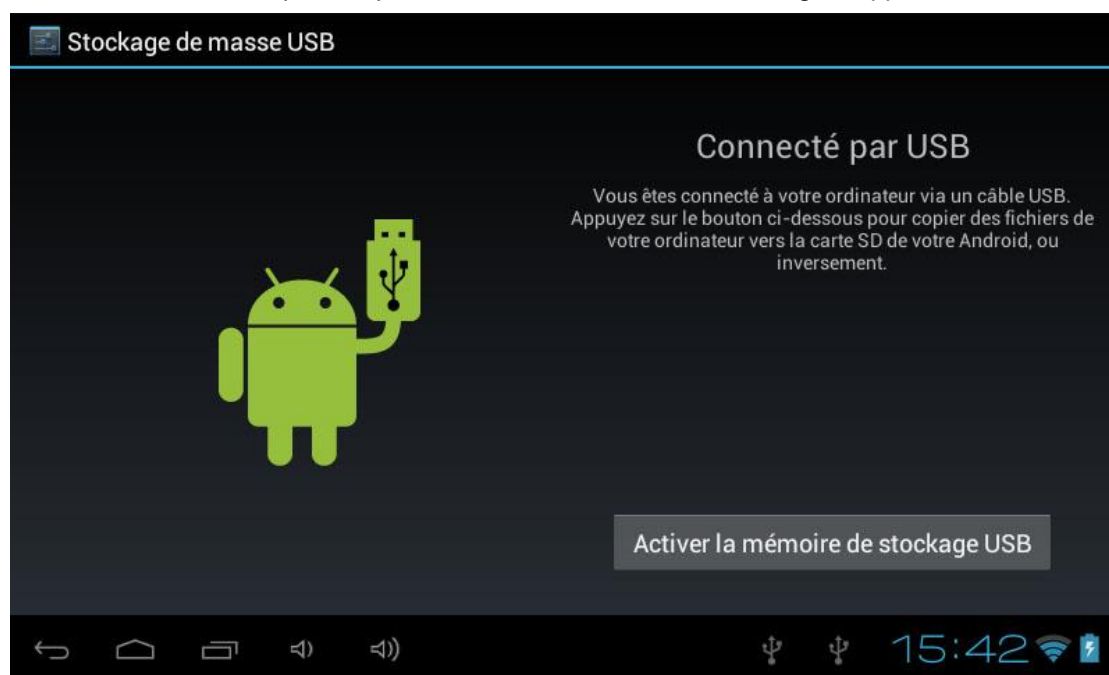 Stockage de masse USB
Connecté par USB
Vous êtes connecté à votre ordinateur via un câble USB.
Appuyez sur le bouton ci-dessous pour copier des fichiers de
votre ordinateur vers la carte SD de votre Android, ou
inversement.
Activer la mémoire de stockage USB
15:42